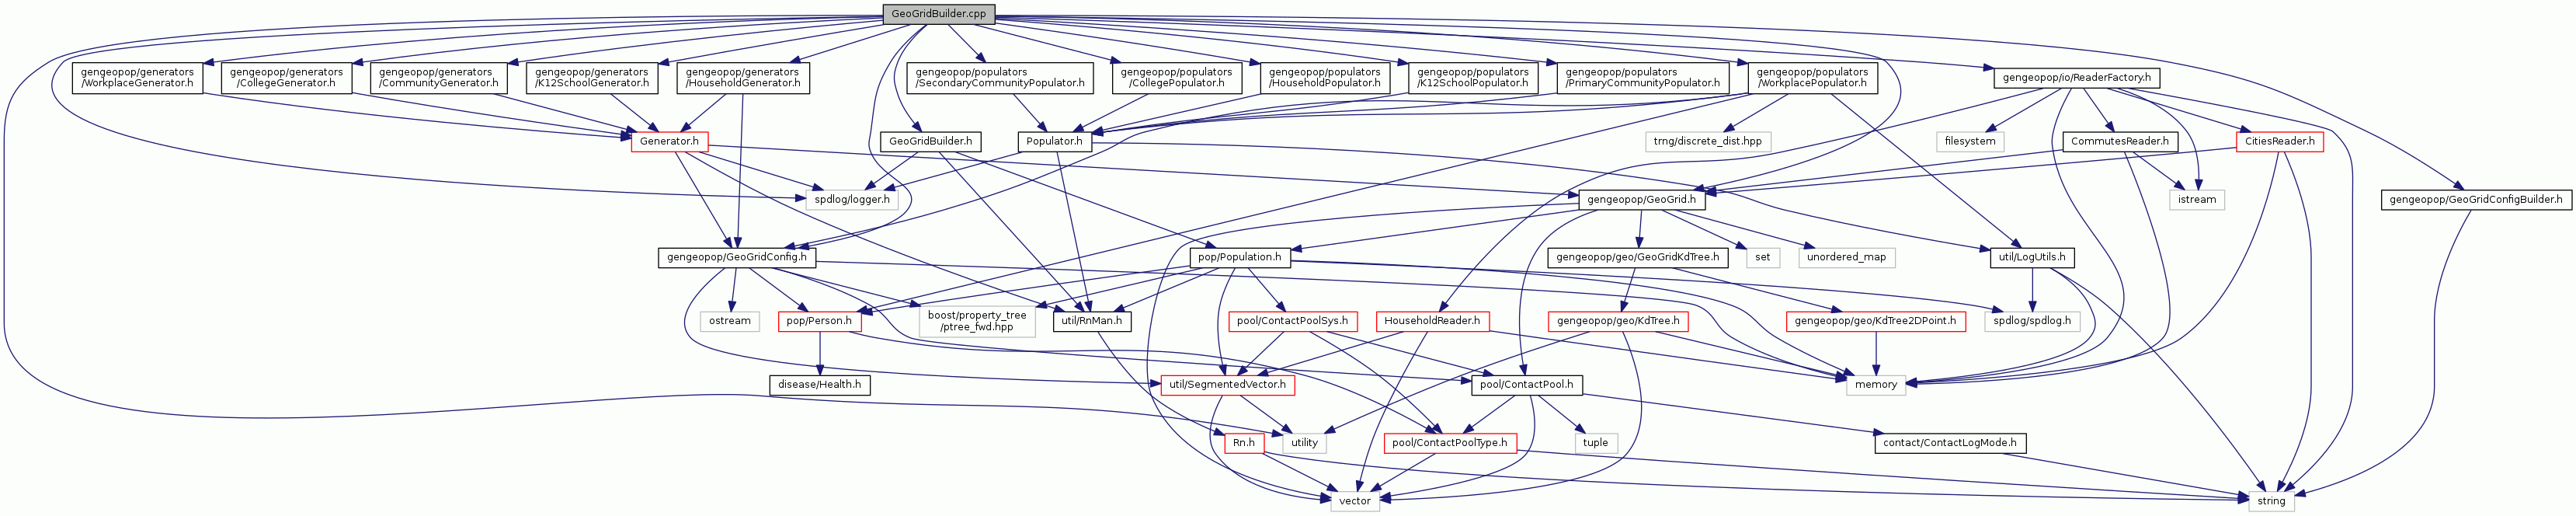 GeoGridBuilder.cpp
gengeopop/generators
/WorkplaceGenerator.h
gengeopop/generators
/CollegeGenerator.h
gengeopop/generators
/CommunityGenerator.h
gengeopop/generators
/K12SchoolGenerator.h
gengeopop/generators
/HouseholdGenerator.h
gengeopop/populators
/SecondaryCommunityPopulator.h
gengeopop/populators
/CollegePopulator.h
gengeopop/populators
/HouseholdPopulator.h
gengeopop/populators
/K12SchoolPopulator.h
gengeopop/populators
/PrimaryCommunityPopulator.h
gengeopop/populators
/WorkplacePopulator.h
gengeopop/io/ReaderFactory.h
Generator.h
GeoGridBuilder.h
Populator.h
trng/discrete_dist.hpp
filesystem
CommutesReader.h
CitiesReader.h
spdlog/logger.h
gengeopop/GeoGrid.h
istream
gengeopop/GeoGridConfigBuilder.h
gengeopop/GeoGridConfig.h
pop/Population.h
gengeopop/geo/GeoGridKdTree.h
set
unordered_map
util/LogUtils.h
ostream
pop/Person.h
boost/property_tree
/ptree_fwd.hpp
util/RnMan.h
pool/ContactPoolSys.h
HouseholdReader.h
gengeopop/geo/KdTree.h
gengeopop/geo/KdTree2DPoint.h
spdlog/spdlog.h
disease/Health.h
util/SegmentedVector.h
pool/ContactPool.h
memory
Rn.h
utility
pool/ContactPoolType.h
tuple
contact/ContactLogMode.h
vector
string